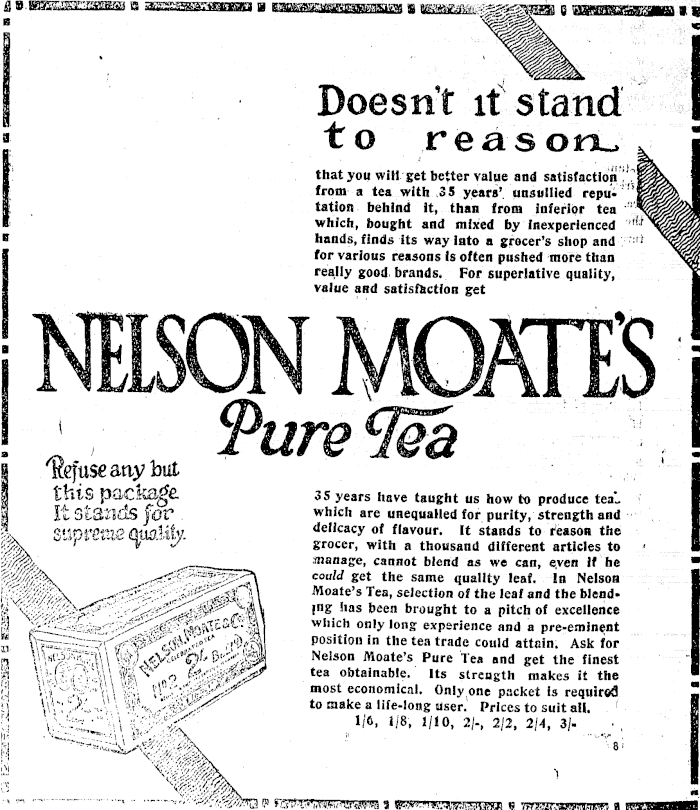 Doesn't it stand
to reason
that you will get better value and satisfaction
from a tea with 35 years' unsullied repu-
tation behind it, than from inferior tea
which, bought and mixed by inexperienced
hands, finds its way into a grocer's shop and
for various reasons is often pushed more than
really good brands. For superlative quality,
value and satisfaction get
NELSON MOATE'S
Pure Tea
Refuse any but
this package
It stands for
supreme quality.
NELSON MOATE & Co
No 2 2/-
35 years have taught us how to produce tea
which are unequalled for purity, strength and
delicacy of flavour. It stands to reason the
grocer, with a thousand different articles to
manage, cannot blend as we can, even if he
could get the same quality leaf. In Nelson
Moate's Tea, selection of the leaf and the blend-
ing has been brought to a pitch of excellence
which only long experience and a pre-eminent
position in the tea trade could attain. Ask for
Nelson Moate's Pure Tea and get the finest
tea obtainable. Its strength makes it the
most economical. Only one packet is required
to make a life-long user. Prices to suit all.
1/6, 1/8, 1/10, 2/-, 2/2, 2/4, 3/-
8